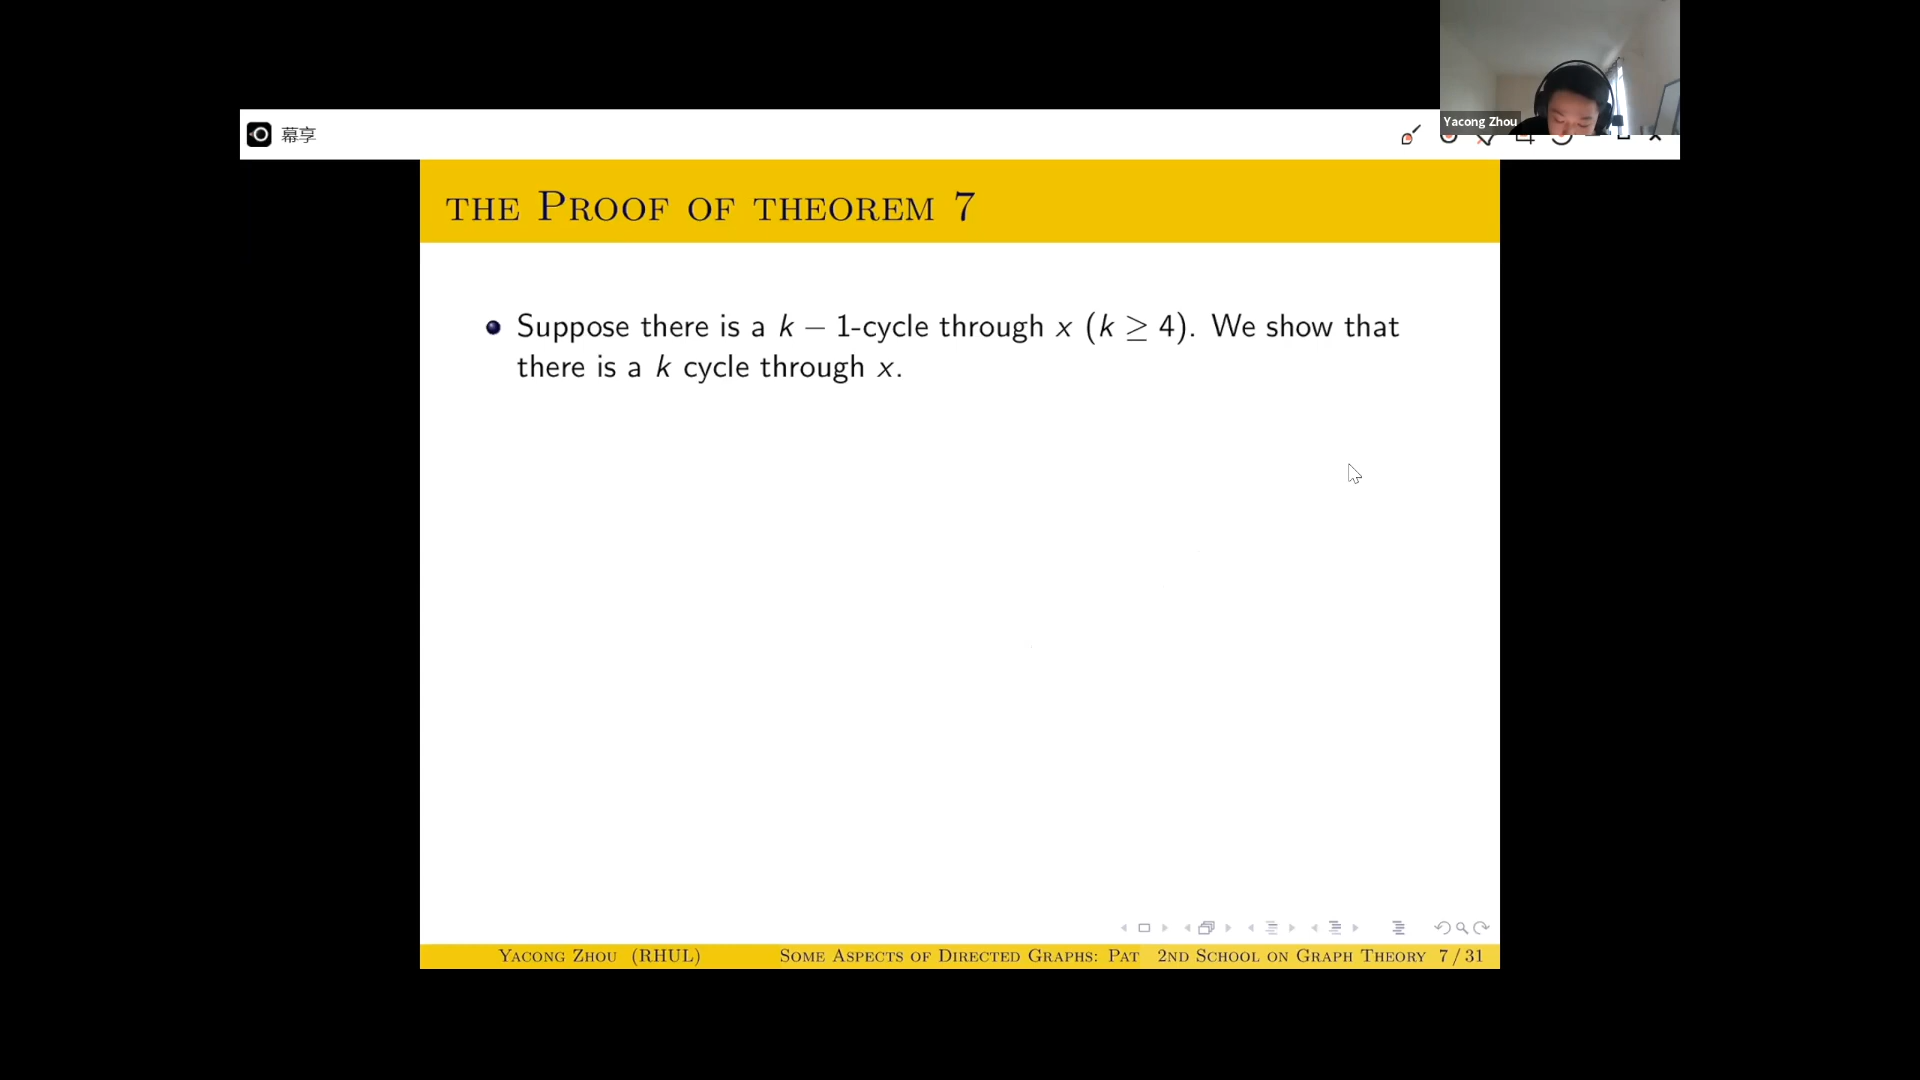 Yacong Zhou
幕享
THE PROOF OF THEOREM 7
Suppose there is a k − 1-cycle through x (k ≥ 4). We show that
there is a k cycle through x.
YACONG ZHOU (RHUL) SOME ASPECTS OF DIRECTED GRAPHS: PAT 2ND SCHOOL ON GRAPH THEORY 7 / 31